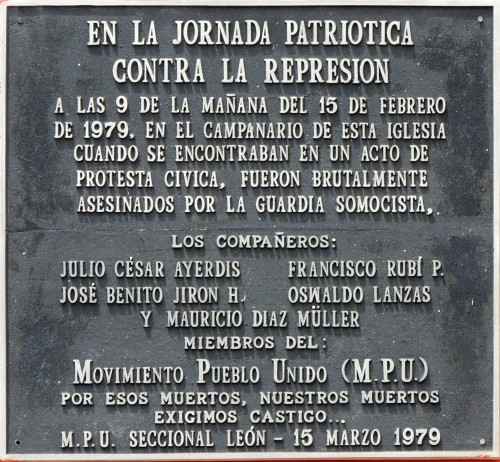 EN LA JORNADA PATRIOTICA
CONTRA LA REPRESION
A LAS 9 DE LA MAÑANA DEL 15 DE FEBRERO
DE 1979, EN EL CAMPANARIO DE ESTA IGLESIA
CUANDO SE ENCONTRABAN EN UN ACTO DE
PROTESTA CIVICA, FUERON BRUTALMENTE
ASESINADOS POR LA GUARDIA SOMOCISTA,
LOS COMPAÑEROS:
JULIO CÉSAR AYERDIS FRANCISCO RUBÍ P.
JOSÉ BENITO JIRON H. OSWALDO LANZAS
Y MAURICIO DIAZ MÜLLER
MIEMBROS DEL:
MOVIMIENTO PUEBLO UNIDO (M.P.U.)
POR ESOS MUERTOS, NUESTROS MUERTOS
EXIGIMOS CASTIGO...
M.P.U. SECCIONAL LEÓN - 15 MARZO 1979